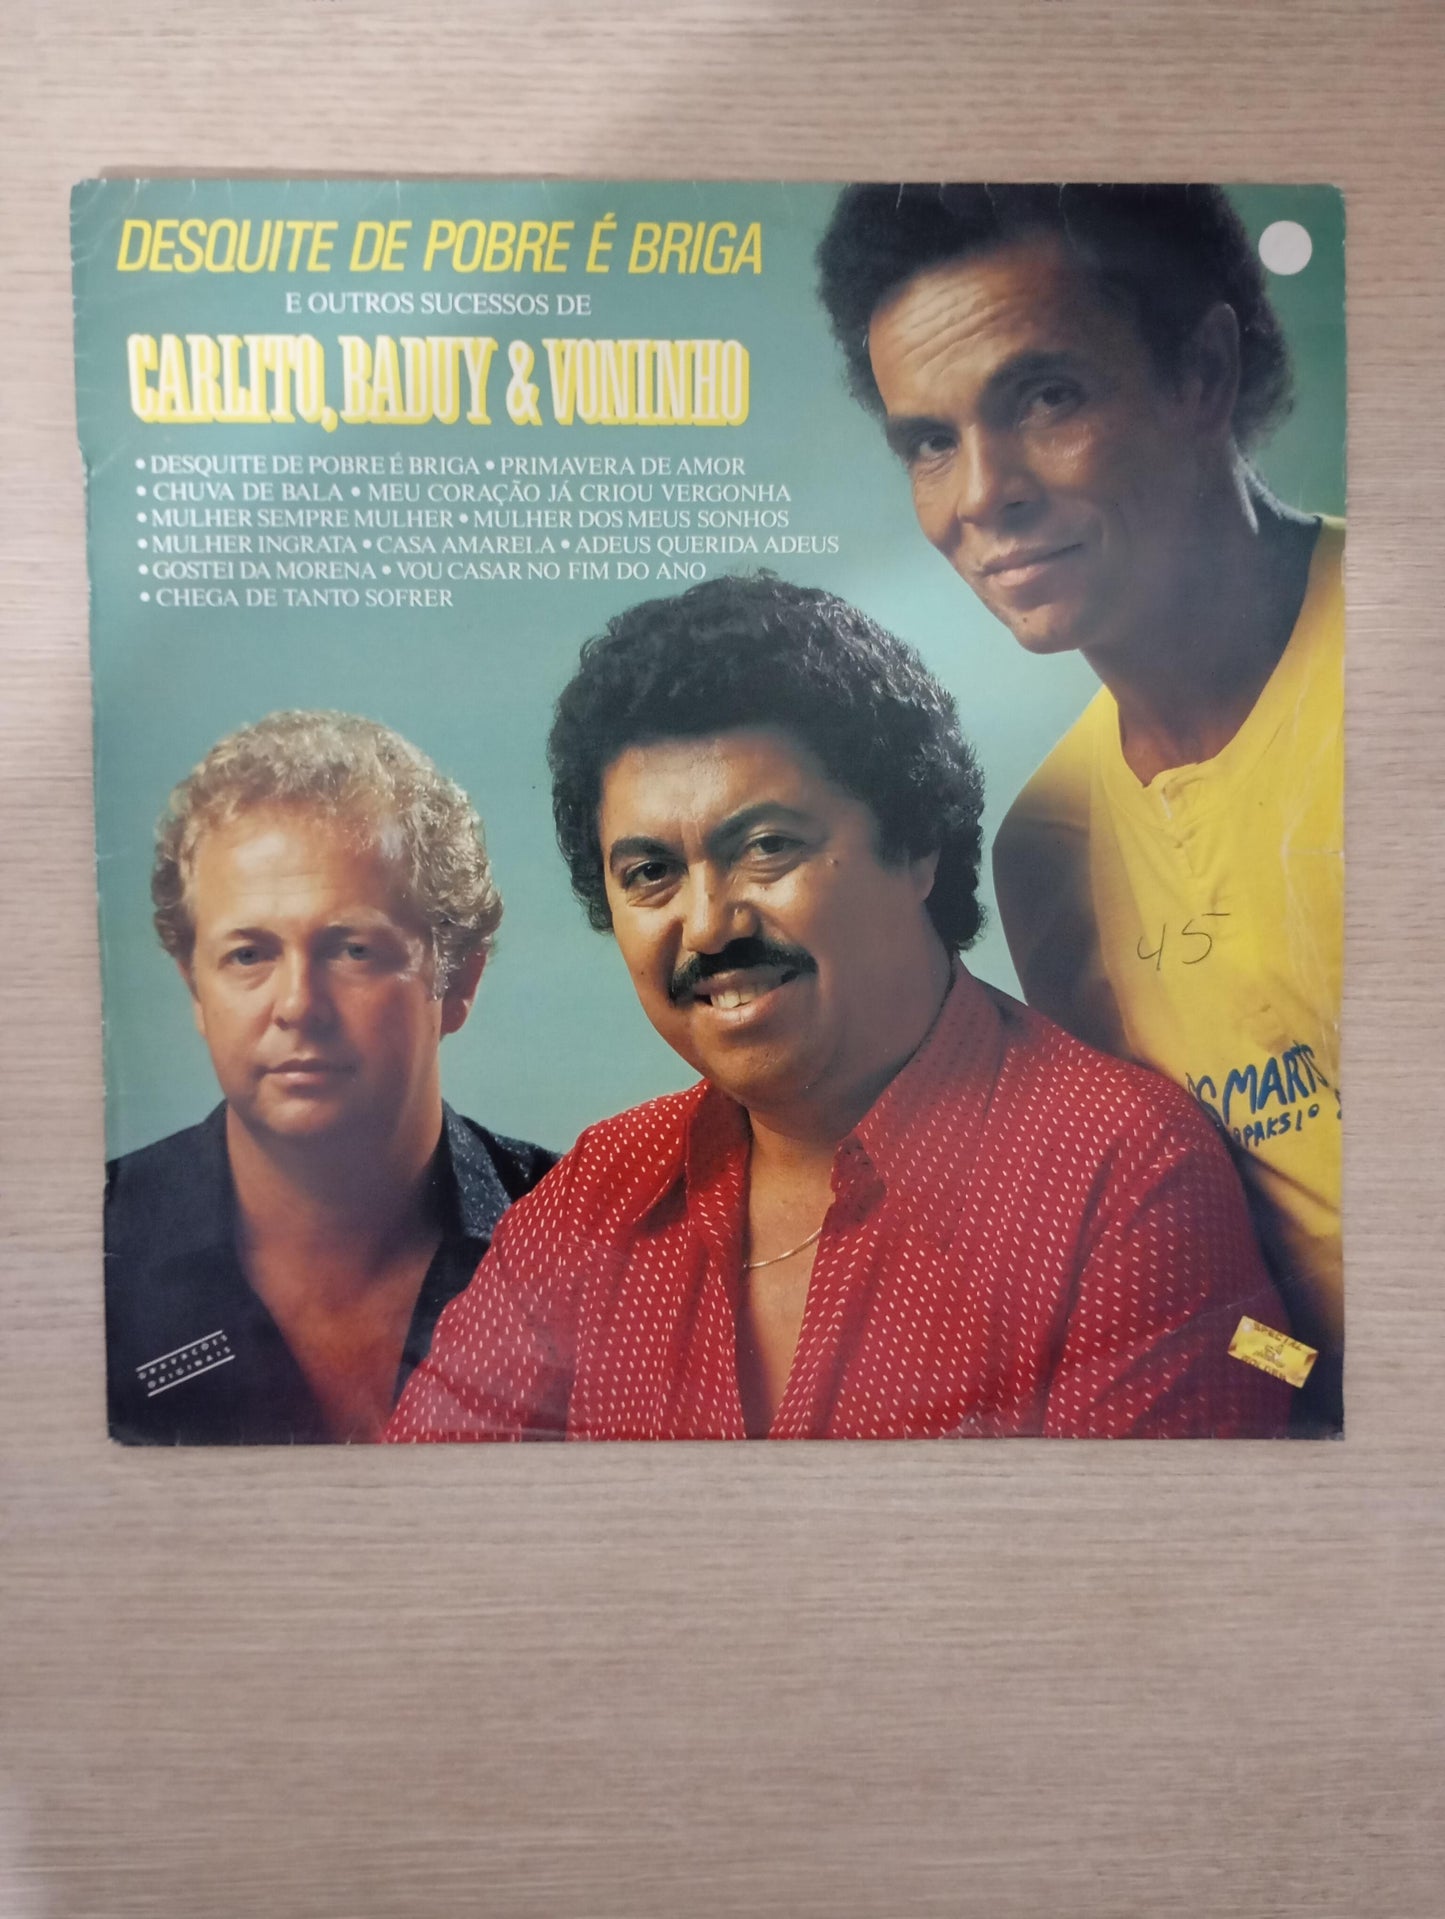 DESQUITE DE POBRE É BRIGA
E OUTROS SUCESSOS DE
CARLITO, BADUY & VONINHO
• DESQUITE DE POBRE É BRIGA • PRIMAVERA DE AMOR
• CHUVA DE BALA • MEU CORAÇÃO JÁ CRIOU VERGONHA
• MULHER SEMPRE MULHER • MULHER DOS MEUS SONHOS
• MULHER INGRATA • CASA AMARELA • ADEUS QUERIDA ADEUS
• GOSTEI DA MORENA • VOU CASAR NO FIM DO ANO
• CHEGA DE TANTO SOFRER
45
GRAVAÇÕES
ORIGINAIS
SPECIAL